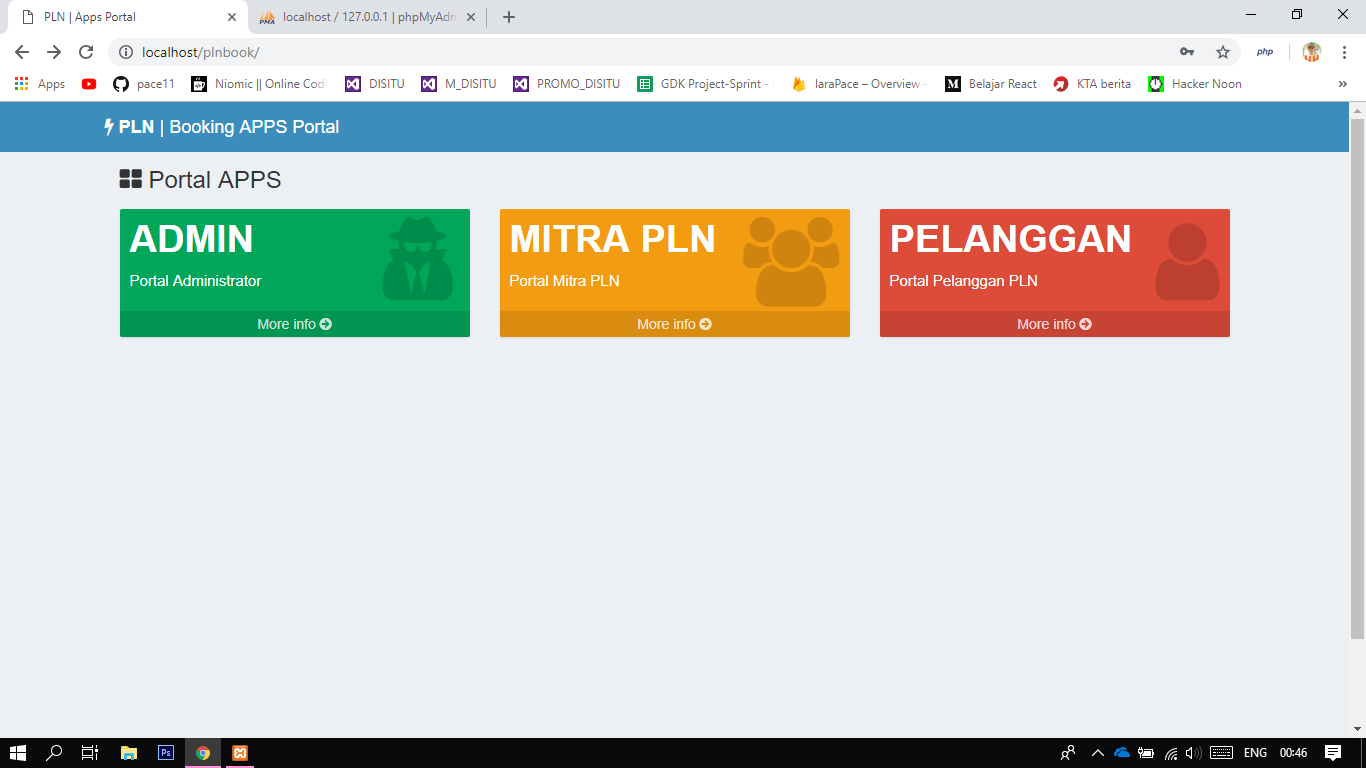 PLN | Apps Portal
localhost / 127.0.0.1 | phpMyAdm
localhost/plnbook/
php
Apps
pace11
Niomic || Online Codi
DISITU
M_DISITU
PROMO_DISITU
GDK Project-Sprint -
laraPace – Overview –
Belajar React
KTA berita
Hacker Noon
»
PLN | Booking APPS Portal
Portal APPS
ADMIN
Portal Administrator
More info
MITRA PLN
Portal Mitra PLN
More info
PELANGGAN
Portal Pelanggan PLN
More info
Ps
ENG
00:46